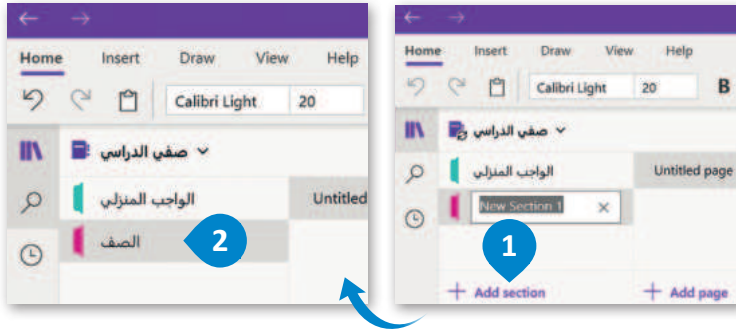 Home Insert Draw View Help
Calibri Light 20
صفي الدراسي
الواجب المنزلي
Untitled
الصف
2
Home Insert Draw View Help
Calibri Light 20 B
صفي الدراسي
الواجب المنزلي
Untitled page
New Section 1
1
Add section
Add page